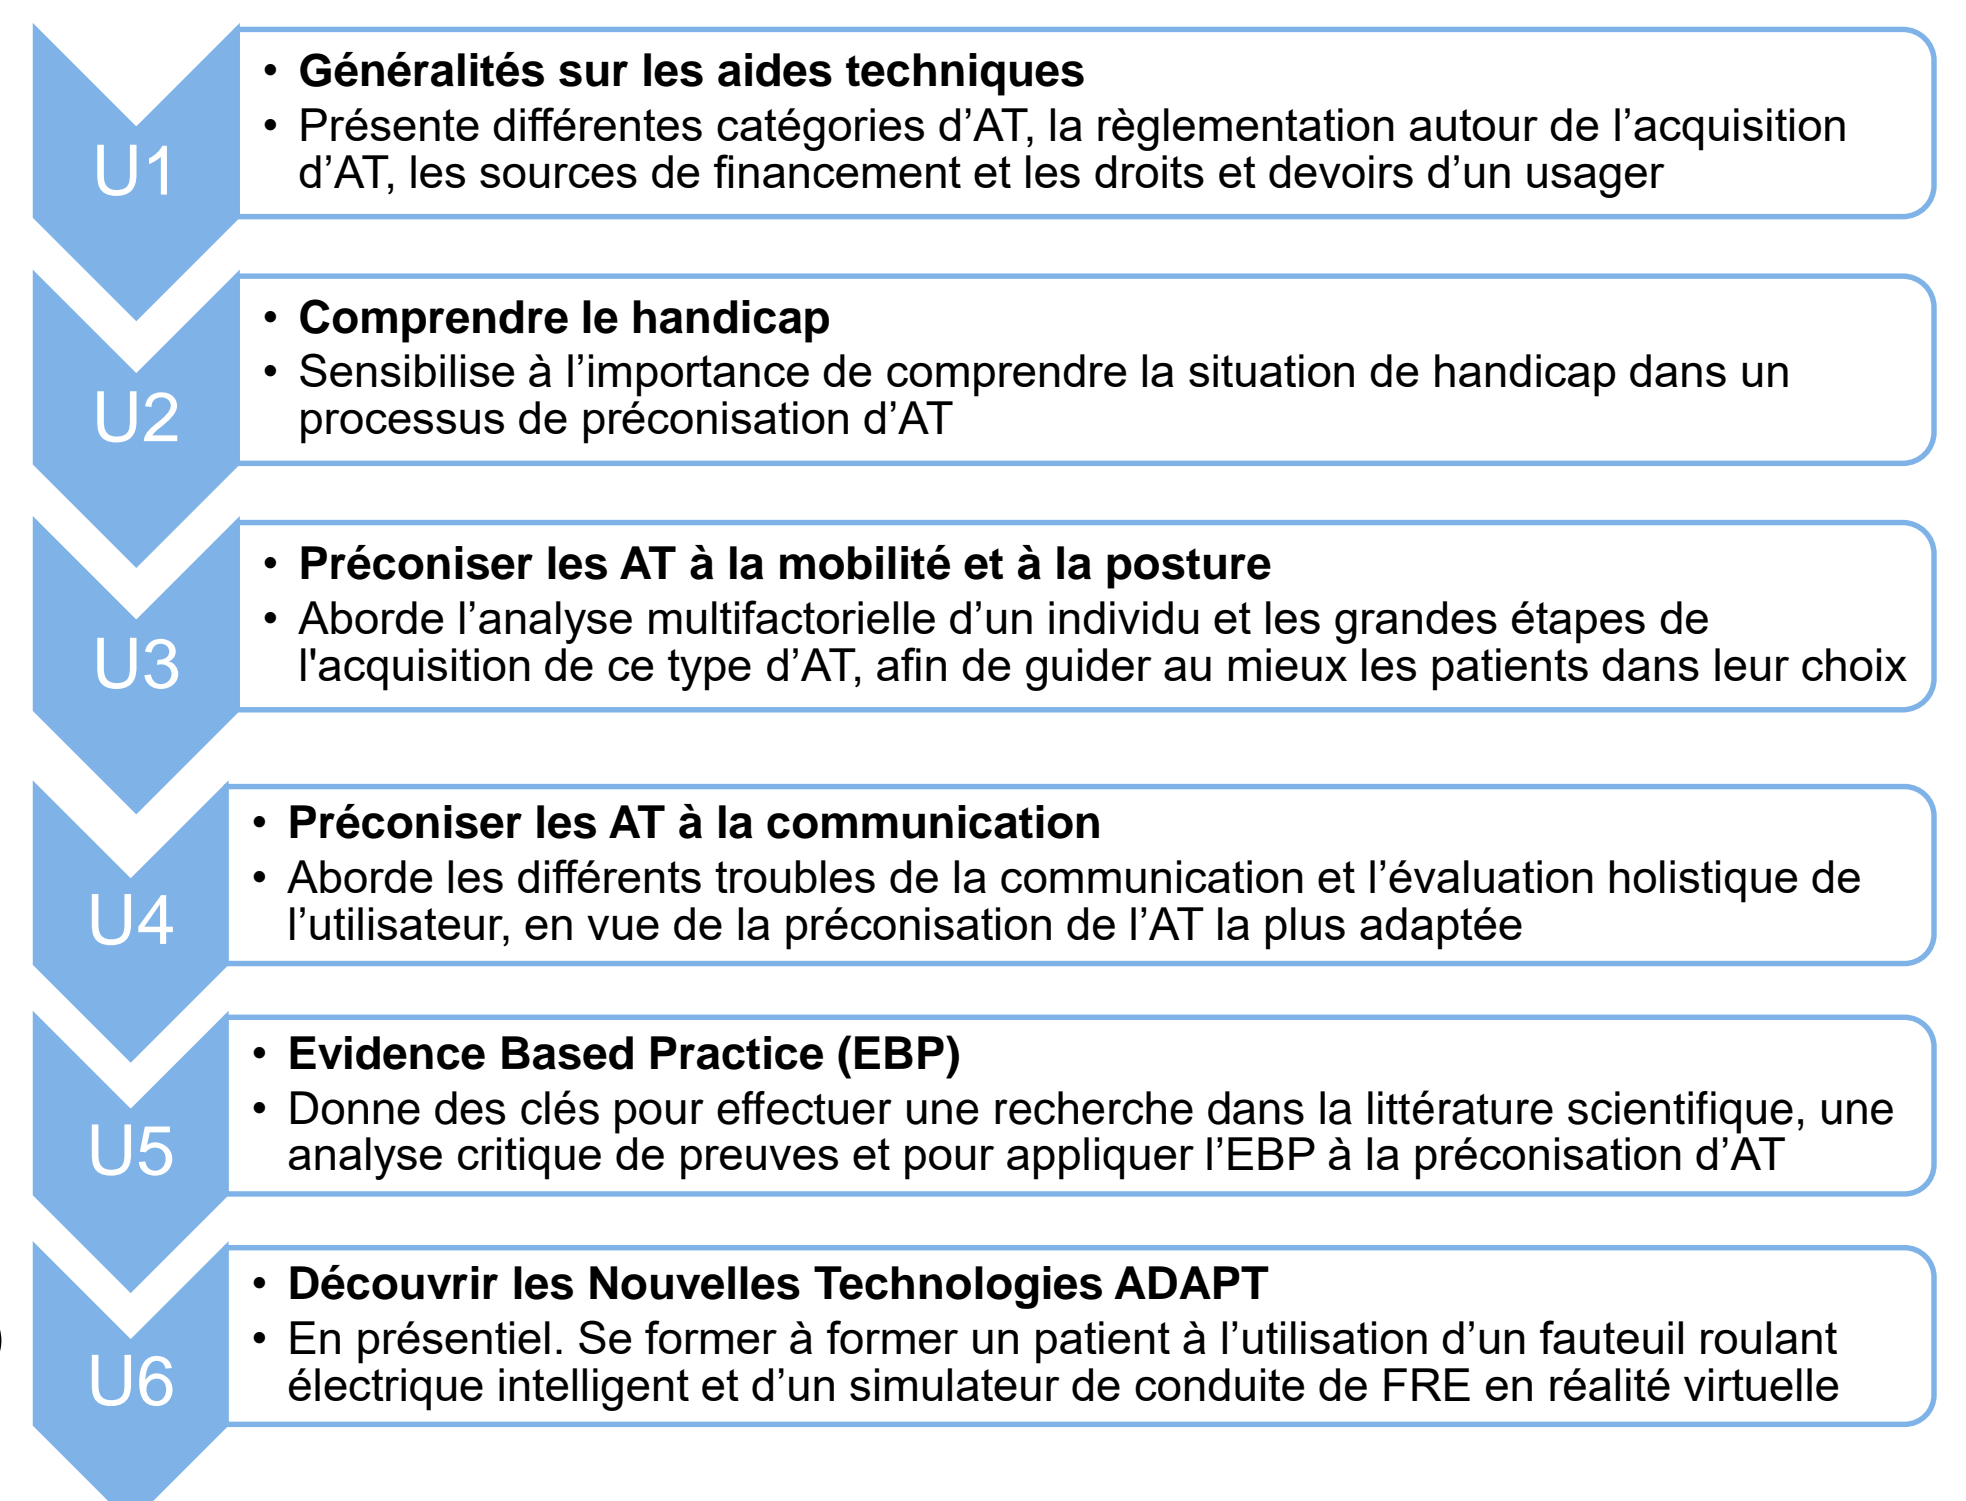 U1
• Généralités sur les aides techniques
• Présente différentes catégories d’AT, la règlementation autour de l’acquisition
d’AT, les sources de financement et les droits et devoirs d’un usager
U2
• Comprendre le handicap
• Sensibilise à l’importance de comprendre la situation de handicap dans un
processus de préconisation d’AT
U3
• Préconiser les AT à la mobilité et à la posture
• Aborde l’analyse multifactorielle d’un individu et les grandes étapes de
l'acquisition de ce type d’AT, afin de guider au mieux les patients dans leur choix
U4
• Préconiser les AT à la communication
• Aborde les différents troubles de la communication et l’évaluation holistique de
l’utilisateur, en vue de la préconisation de l’AT la plus adaptée
U5
• Evidence Based Practice (EBP)
• Donne des clés pour effectuer une recherche dans la littérature scientifique, une
analyse critique de preuves et pour appliquer l’EBP à la préconisation d’AT
U6
• Découvrir les Nouvelles Technologies ADAPT
• En présentiel. Se former à former un patient à l’utilisation d’un fauteuil roulant
électrique intelligent et d’un simulateur de conduite de FRE en réalité virtuelle
)